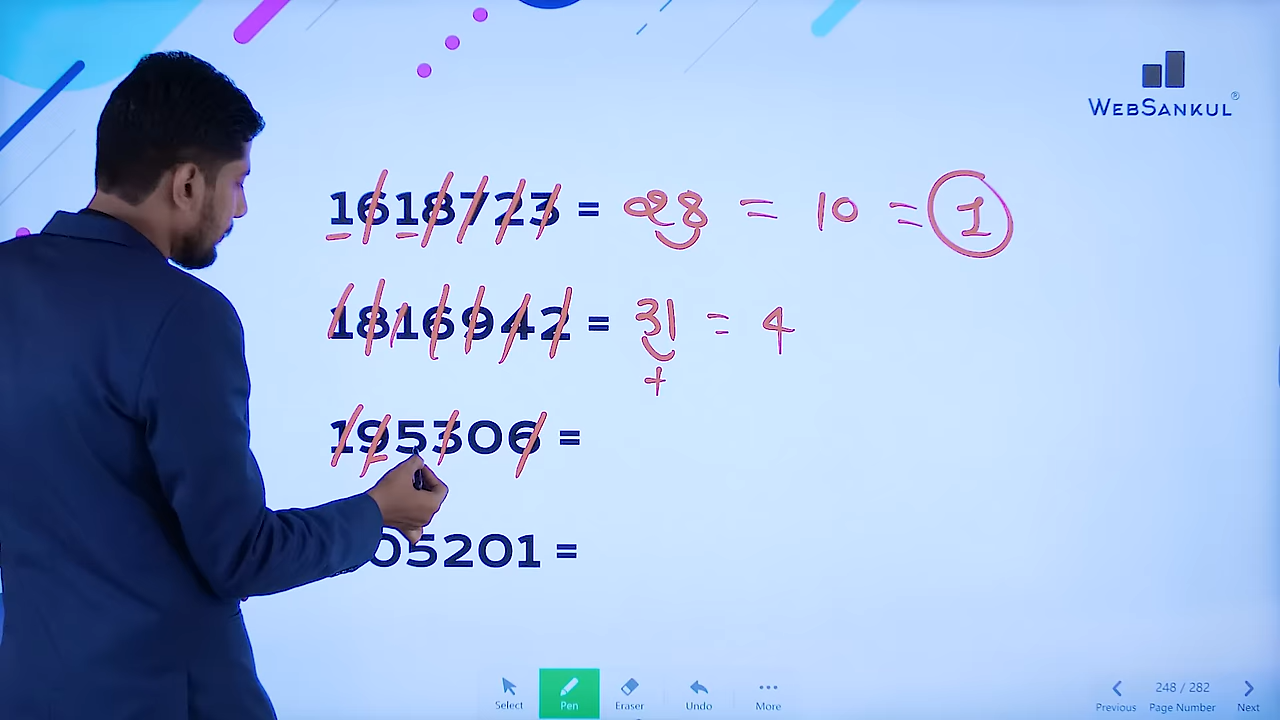 WEBSANKUL®
1618723 = 28 = 10 = 1
1816942 = 31 = 4
+
195306 =
05201 =
Select
Pen
Eraser
Undo
More
Previous
248 / 282
Page Number
Next